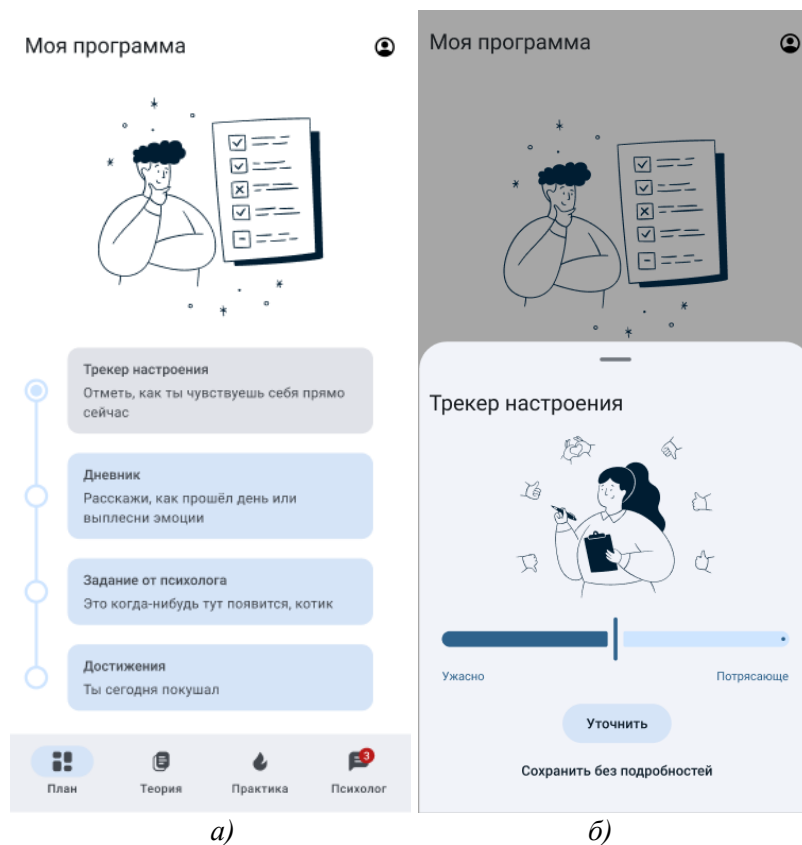 Моя программа
Трекер настроения
Отметь, как ты чувствуешь себя прямо
сейчас
Дневник
Расскажи, как прошёл день или
выплесни эмоции
Задание от психолога
Это когда-нибудь тут появится, котик
Достижения
Ты сегодня покушал
План
Теория
Практика
3
Психолог
а)
Моя программа
Трекер настроения
Ужасно
Потрясающе
Уточнить
Сохранить без подробностей
б)